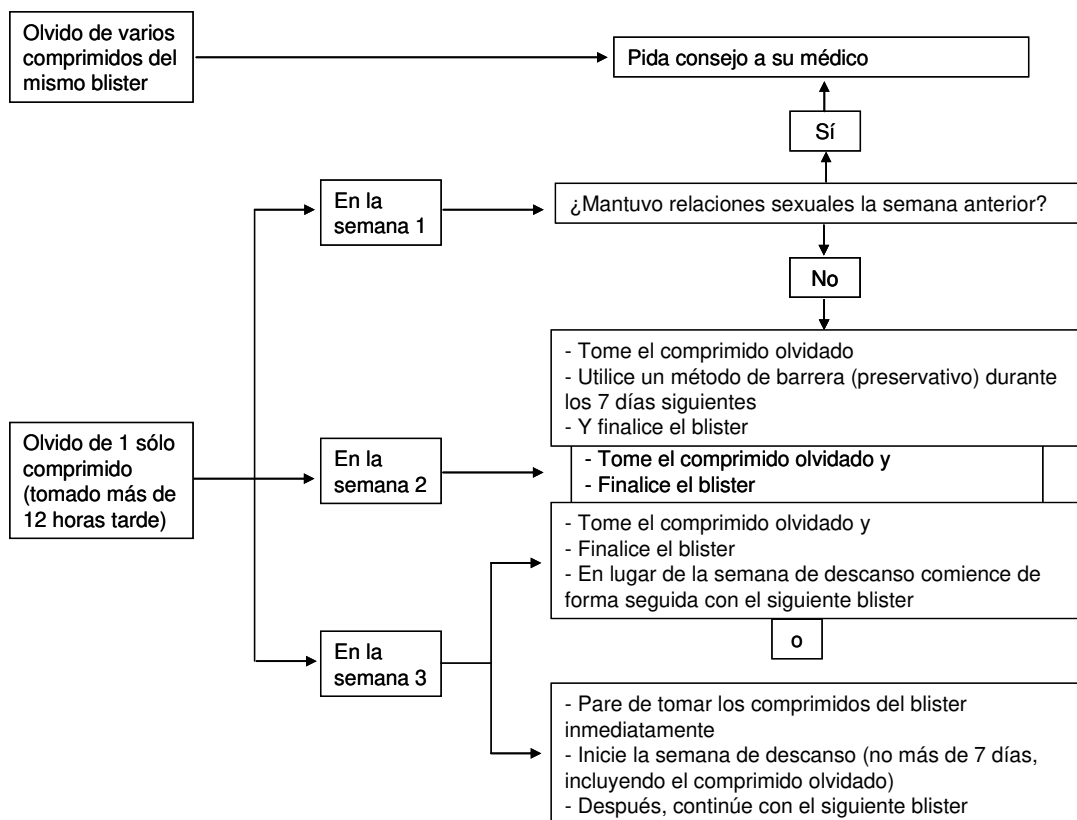 Olvido de varios
comprimidos del
mismo blister
Pida consejo a su médico
Sí
En la
semana 1
¿Mantuvo relaciones sexuales la semana anterior?
No
- Tome el comprimido olvidado
- Utilice un método de barrera (preservativo) durante
los 7 días siguientes
- Y finalice el blister
Olvido de 1 sólo
comprimido
(tomado más de
12 horas tarde)
En la
semana 2
- Tome el comprimido olvidado y
- Finalice el blister
- Tome el comprimido olvidado y
- Finalice el blister
- En lugar de la semana de descanso comience de
forma seguida con el siguiente blister
o
En la
semana 3
- Pare de tomar los comprimidos del blister
inmediatamente
- Inicie la semana de descanso (no más de 7 días,
incluyendo el comprimido olvidado)
- Después, continúe con el siguiente blister